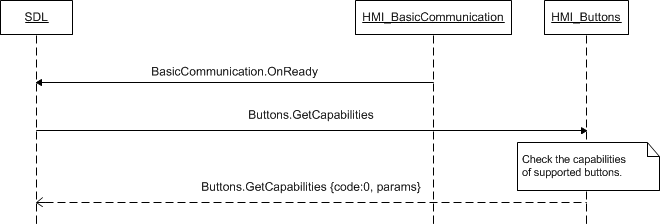 SDL
HMI_BasicCommunication
HMI_Buttons
BasicCommunication.OnReady
Buttons.GetCapabilities
Check the capabilities
of supported buttons.
Buttons.GetCapabilities {code:0, params}